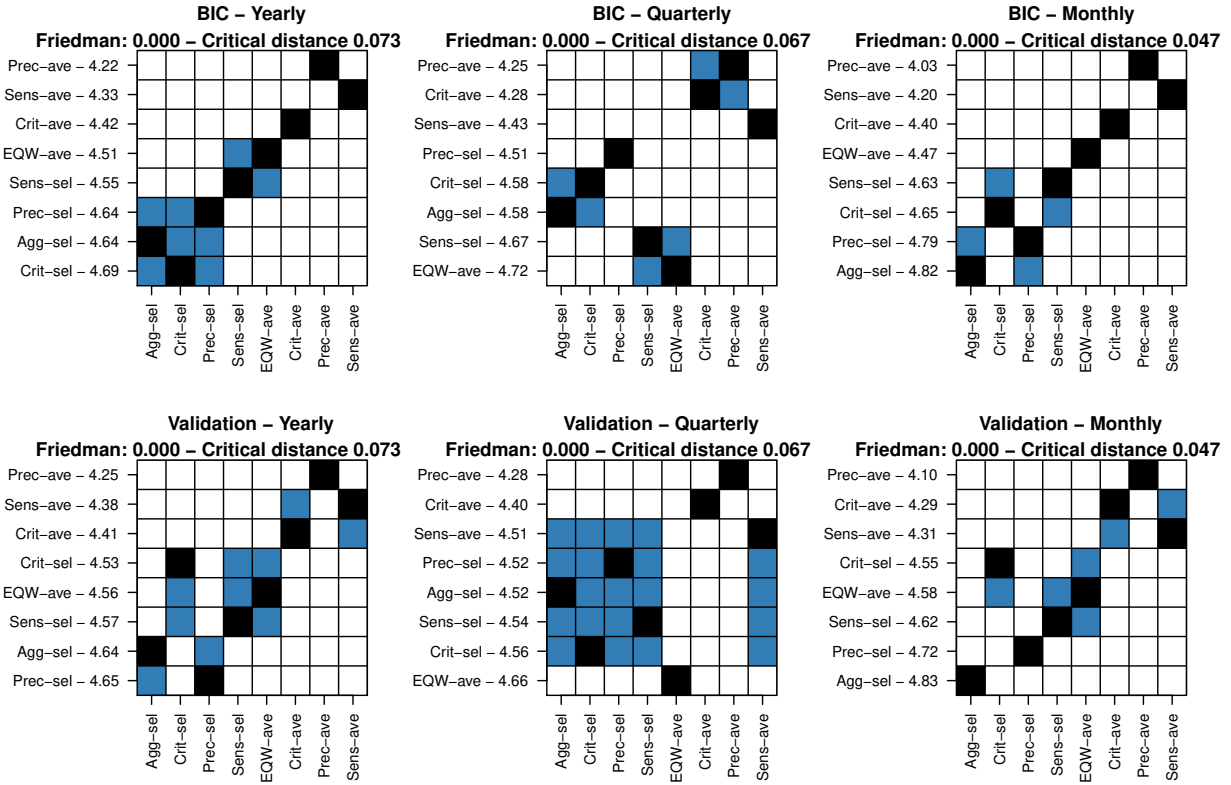 BIC – Yearly
Friedman: 0.000 – Critical distance 0.073
Prec–ave – 4.22
Sens–ave – 4.33
Crit–ave – 4.42
EQW–ave – 4.51
Sens–sel – 4.55
Prec–sel – 4.64
Agg–sel – 4.64
Crit–sel – 4.69
Agg–sel
Crit–sel
Prec–sel
Sens–sel
EQW–ave
Crit–ave
Prec–ave
Sens–ave
BIC – Quarterly
Friedman: 0.000 – Critical distance 0.067
Prec–ave – 4.25
Crit–ave – 4.28
Sens–ave – 4.43
Prec–sel – 4.51
Crit–sel – 4.58
Agg–sel – 4.58
Sens–sel – 4.67
EQW–ave – 4.72
Agg–sel
Crit–sel
Prec–sel
Sens–sel
EQW–ave
Crit–ave
Prec–ave
Sens–ave
BIC – Monthly
Friedman: 0.000 – Critical distance 0.047
Prec–ave – 4.03
Sens–ave – 4.20
Crit–ave – 4.40
EQW–ave – 4.47
Sens–sel – 4.63
Crit–sel – 4.65
Prec–sel – 4.79
Agg–sel – 4.82
Agg–sel
Crit–sel
Prec–sel
Sens–sel
EQW–ave
Crit–ave
Prec–ave
Sens–ave
Validation – Yearly
Friedman: 0.000 – Critical distance 0.073
Prec–ave – 4.25
Sens–ave – 4.38
Crit–ave – 4.41
Crit–sel – 4.53
EQW–ave – 4.56
Sens–sel – 4.57
Agg–sel – 4.64
Prec–sel – 4.65
Agg–sel
Crit–sel
Prec–sel
Sens–sel
EQW–ave
Crit–ave
Prec–ave
Sens–ave
Validation – Quarterly
Friedman: 0.000 – Critical distance 0.067
Prec–ave – 4.28
Crit–ave – 4.40
Sens–ave – 4.51
Prec–sel – 4.52
Agg–sel – 4.52
Sens–sel – 4.54
Crit–sel – 4.56
EQW–ave – 4.66
Agg–sel
Crit–sel
Prec–sel
Sens–sel
EQW–ave
Crit–ave
Prec–ave
Sens–ave
Validation – Monthly
Friedman: 0.000 – Critical distance 0.047
Prec–ave – 4.10
Crit–ave – 4.29
Sens–ave – 4.31
Crit–sel – 4.55
EQW–ave – 4.58
Sens–sel – 4.62
Prec–sel – 4.72
Agg–sel – 4.83
Agg–sel
Crit–sel
Prec–sel
Sens–sel
EQW–ave
Crit–ave
Prec–ave
Sens–ave